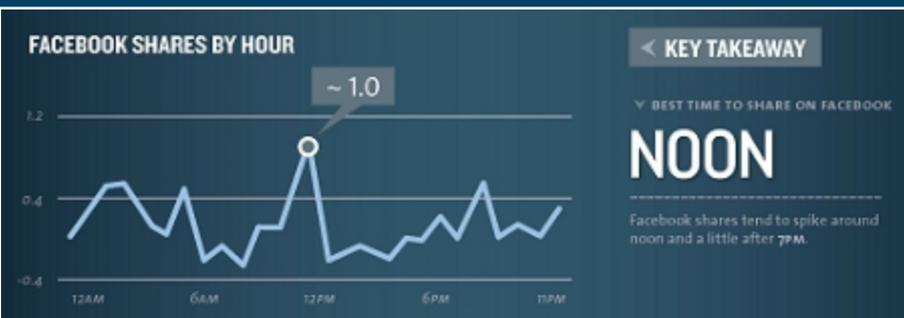 FACEBOOK SHARES BY HOUR
~ 1.0
1.2
0.4
-0.4
12AM
6AM
12PM
6PM
11PM
KEY TAKEAWAY
BEST TIME TO SHARE ON FACEBOOK
NOON
Facebook shares tend to spike around
noon and a little after 7PM.